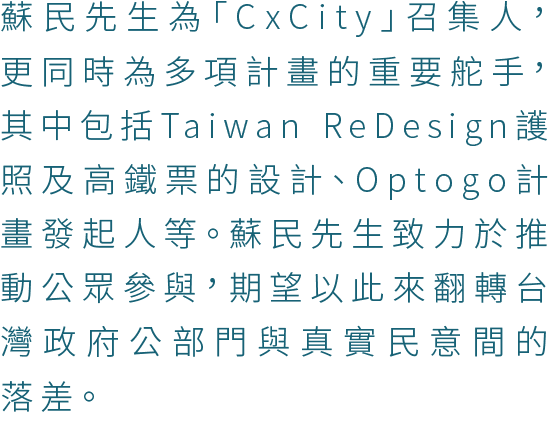 蘇民先生為「CxCity」召集人，
更同時為多項計畫的重要舵手，
其中包括Taiwan ReDesign護
照及高鐵票的設計、Optogo計
畫發起人等。蘇民先生致力於推
動公眾參與，期望以此來翻轉台
灣政府公部門與真實民意間的
落差。